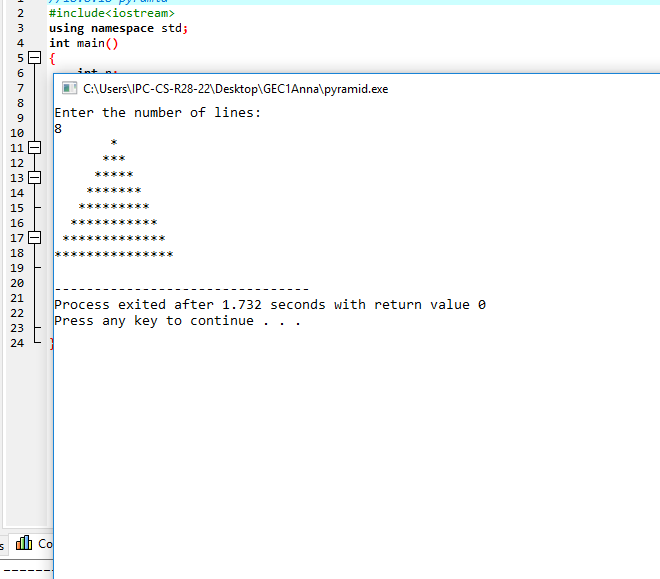 1
2 #include<iostream>
3 using namespace std;
4 int main()
5 {
6
7 C:\Users\IPC-CS-R28-22\Desktop\GEC1Anna\pyramid.exe
8
9 Enter the number of lines:
10 8
11 *
12 ***
13 *****
14 *******
15 *********
16 ***********
17 *************
18 ***************
19
20 --------------------------------
21 Process exited after 1.732 seconds with return value 0
22 Press any key to continue . . .
23
24 }
s Co
------